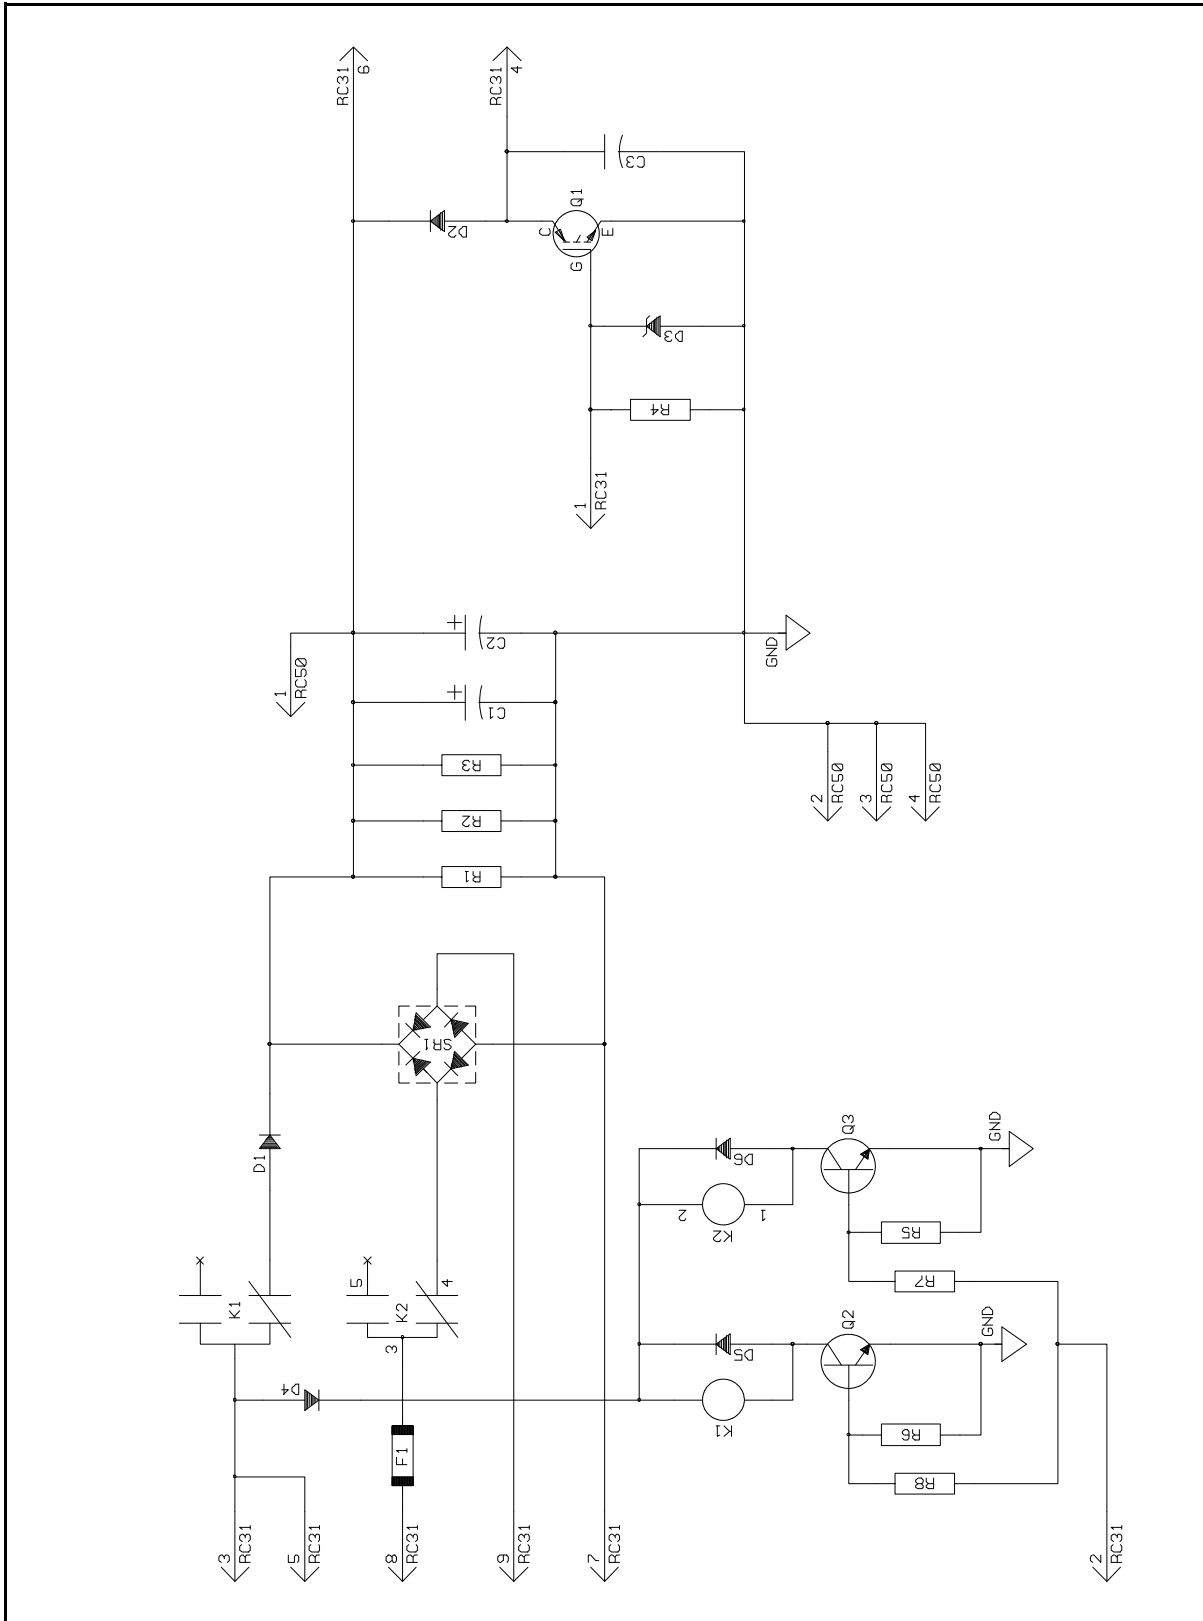 RC31
6
RC31
4
C3
Q1
C
E
G
D2
D3
R4
1
RC31
1
RC50
+
C2
GND
+
C1
R3
2
RC50
3
RC50
4
RC50
R2
R1
SR1
D1
Q3
GND
D6
2
1
K2
R5
R7
K1
5
K2
4
3
Q2
GND
D5
D4
K1
R6
F1
R8
3
RC31
5
RC31
8
RC31
9
RC31
7
RC31
2
RC31